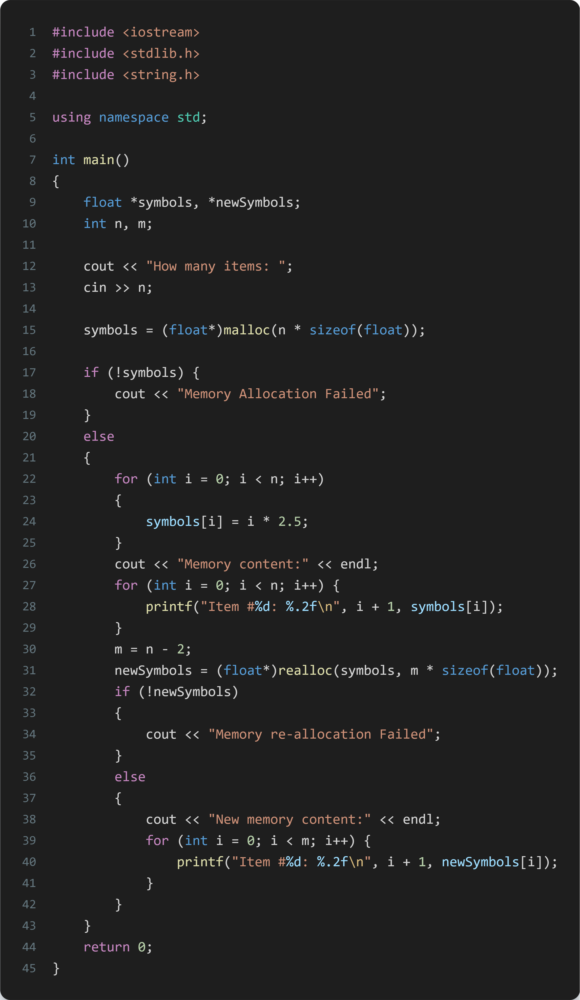 1 #include <iostream>
2 #include <stdlib.h>
3 #include <string.h>
4
5 using namespace std;
6
7 int main()
8 {
9     float *symbols, *newSymbols;
10     int n, m;
11
12     cout << "How many items: ";
13     cin >> n;
14
15     symbols = (float*)malloc(n * sizeof(float));
16
17     if (!symbols) {
18         cout << "Memory Allocation Failed";
19     }
20     else
21     {
22         for (int i = 0; i < n; i++)
23         {
24             symbols[i] = i * 2.5;
25         }
26         cout << "Memory content:" << endl;
27         for (int i = 0; i < n; i++) {
28             printf("Item #%d: %.2f\n", i + 1, symbols[i]);
29         }
30         m = n - 2;
31         newSymbols = (float*)realloc(symbols, m * sizeof(float));
32         if (!newSymbols)
33         {
34             cout << "Memory re-allocation Failed";
35         }
36         else
37         {
38             cout << "New memory content:" << endl;
39             for (int i = 0; i < m; i++) {
40                 printf("Item #%d: %.2f\n", i + 1, newSymbols[i]);
41             }
42         }
43     }
44     return 0;
45 }